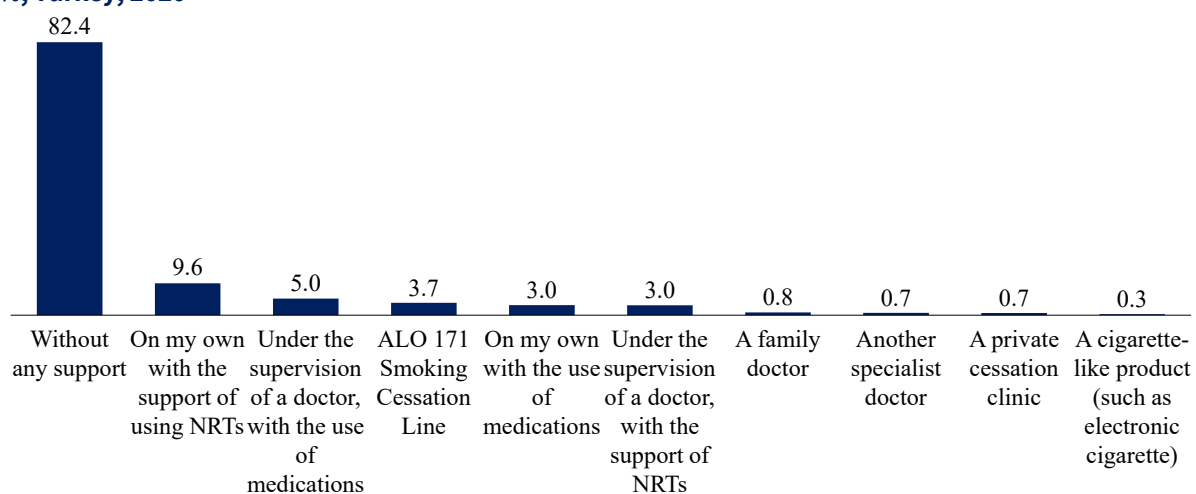 82.4
9.6
5.0
3.7
3.0
3.0
0.8
0.7
0.7
0.3
Without
any support
On my own
with the
support of
using NRTs
Under the
supervision
of a doctor,
with the use
of
medications
ALO 171
Smoking
Cessation
Line
On my own
with the use
of
medications
Under the
supervision
of a doctor,
with the
support of
NRTs
A family
doctor
Another
specialist
doctor
A private
cessation
clinic
A cigarette-
like product
(such as
electronic
cigarette)